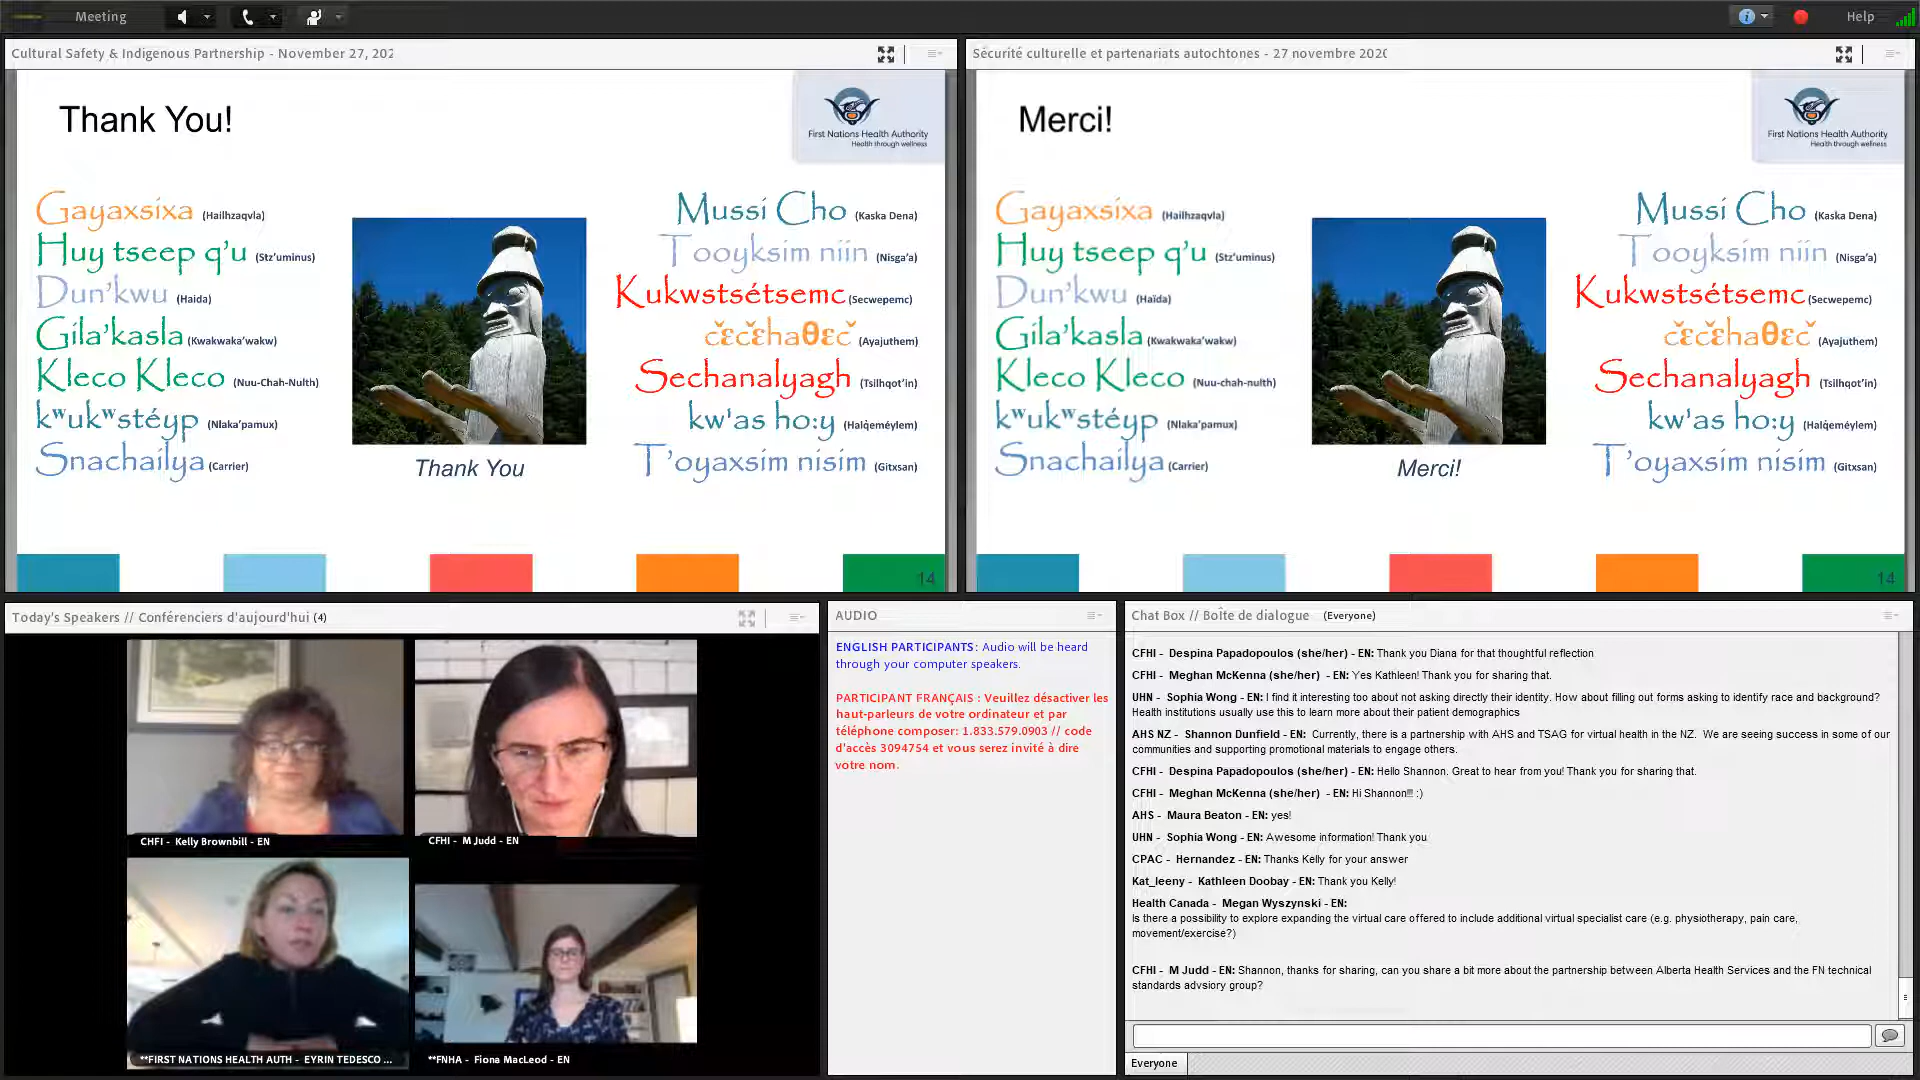 Meeting
Help
Cultural Safety & Indigenous Partnership - November 27, 202
Thank You!
First Nations Health Authority
Health through wellness
Gayaxsixa (Hailhzaqvla)
Huy tseep q'u (Stz'uminus)
Dun'kwu (Haida)
Gila'kasla (Kwakwaka'wakw)
Kleco Kleco (Nuu-Chah-Nulth)
kʷukʷstéyp (Nlaka'pamux)
Snachailya (Carrier)
Thank You
Mussi Cho (Kaska Dena)
Tooyksim niin (Nisga'a)
Kukwstsétsemc (Secwepemc)
č̓ɛč̓ɛhaθɛč (Ayajuthem)
Sechanalyagh (Tsilhqot'in)
kw'as ho:y (Halq̓eméylem)
T'oyaxsim nisim (Gitxsan)
14
Sécurité culturelle et partenariats autochtones - 27 novembre 2020
Merci!
First Nations Health Authority
Health through wellness
Gayaxsixa (Hailhzaqvla)
Huy tseep q'u (Stz'uminus)
Dun'kwu (Haïda)
Gila'kasla (Kwakwaka'wakw)
Kleco Kleco (Nuu-chah-nulth)
kʷukʷstéyp (Nlaka'pamux)
Snachailya (Carrier)
Merci!
Mussi Cho (Kaska Dena)
Tooyksim niin (Nisga'a)
Kukwstsétsemc (Secwepemc)
č̓ɛč̓ɛhaθɛč (Ayajuthem)
Sechanalyagh (Tsilhqot'in)
kw'as ho:y (Halq̓eméylem)
T'oyaxsim nisim (Gitxsan)
14
Today's Speakers // Conférenciers d'aujourd'hui (4)
CHFI - Kelly Brownbill - EN
CFHI - M Judd - EN
**FIRST NATIONS HEALTH AUTH - EYRIN TEDESCO ...
**FNHA - Fiona MacLeod - EN
AUDIO
ENGLISH PARTICIPANTS: Audio will be heard
through your computer speakers.
PARTICIPANT FRANÇAIS : Veuillez désactiver les
haut-parleurs de votre ordinateur et par
téléphone composer: 1.833.579.0903 // code
d'accès 3094754 et vous serez invité à dire
votre nom.
Chat Box // Boîte de dialogue (Everyone)
CFHI - Despina Papadopoulos (she/her) - EN: Thank you Diana for that thoughtful reflection
CFHI - Meghan McKenna (she/her) - EN: Yes Kathleen! Thank you for sharing that.
UHN - Sophia Wong - EN: I find it interesting too about not asking directly their identity. How about filling out forms asking to identify race and background?
Health institutions usually use this to learn more about their patient demographics
AHS NZ - Shannon Dunfield - EN: Currently, there is a partnership with AHS and TSAG for virtual health in the NZ. We are seeing success in some of our
communities and supporting promotional materials to engage others.
CFHI - Despina Papadopoulos (she/her) - EN: Hello Shannon. Great to hear from you! Thank you for sharing that.
CFHI - Meghan McKenna (she/her) - EN: Hi Shannon!!! :)
AHS - Maura Beaton - EN: yes!
UHN - Sophia Wong - EN: Awesome information! Thank you
CPAC - Hernandez - EN: Thanks Kelly for your answer
Kat_leeny - Kathleen Doobay - EN: Thank you Kelly!
Health Canada - Megan Wyszynski - EN:
Is there a possibility to explore expanding the virtual care offered to include additional virtual specialist care (e.g. physiotherapy, pain care,
movement/exercise?)
CFHI - M Judd - EN: Shannon, thanks for sharing, can you share a bit more about the partnership between Alberta Health Services and the FN technical
standards advsiory group?
Everyone